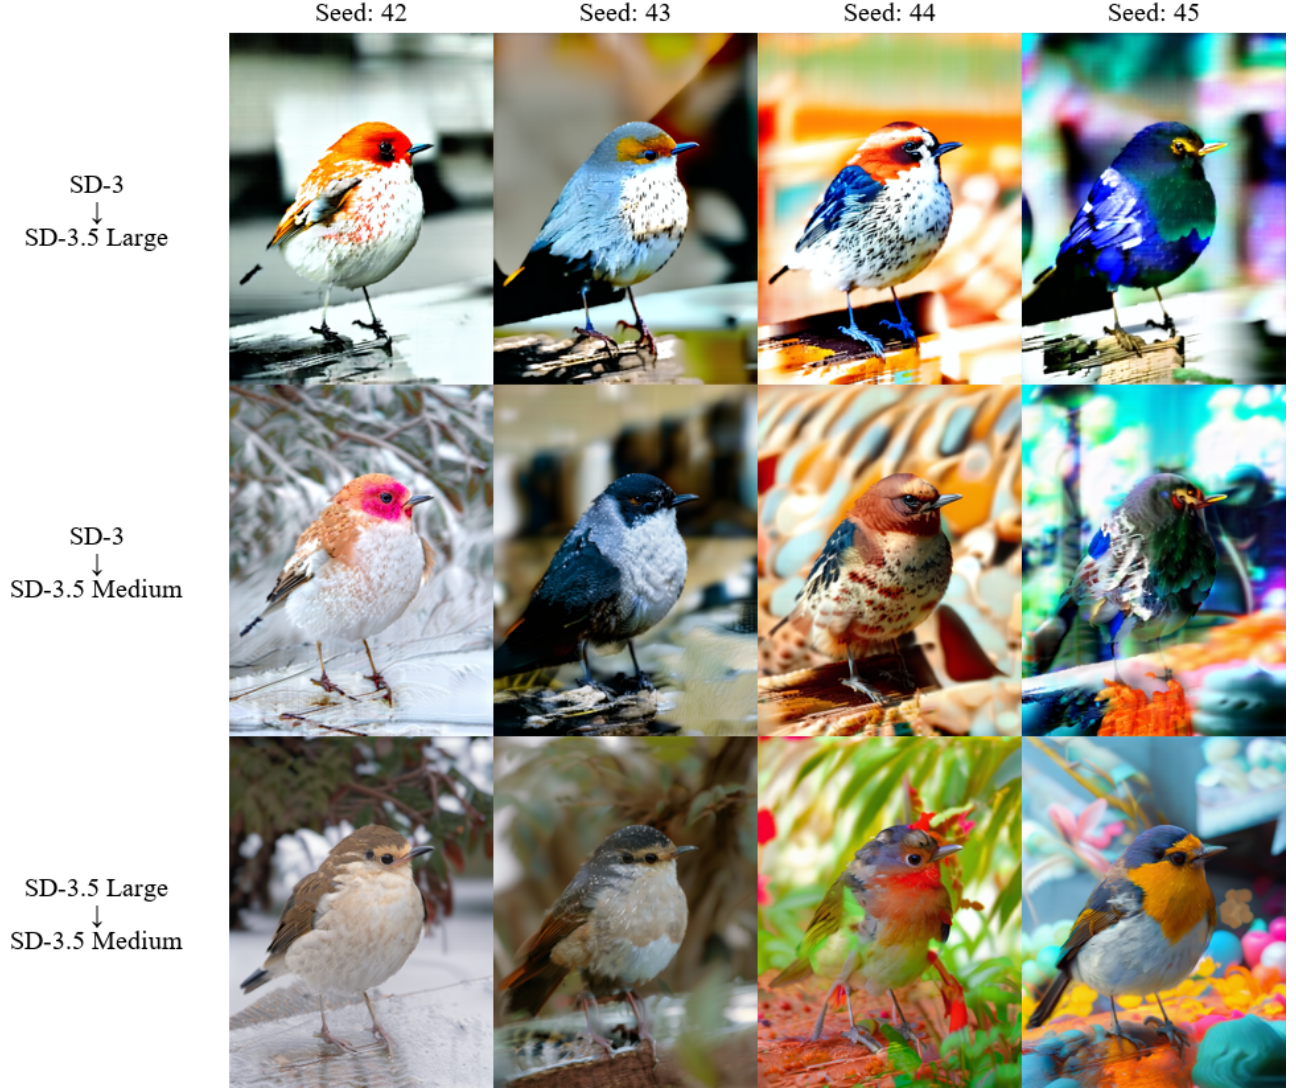 Seed: 42
Seed: 43
Seed: 44
Seed: 45
SD-3
↓
SD-3.5 Large
SD-3
↓
SD-3.5 Medium
SD-3.5 Large
↓
SD-3.5 Medium